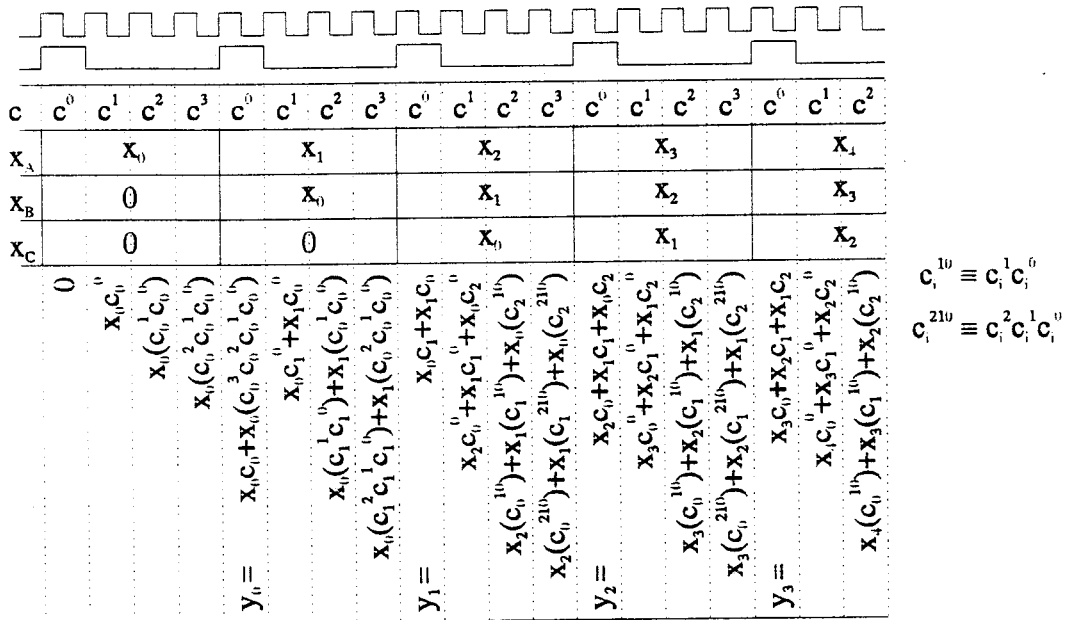 c c⁰ c¹ c² c³ c⁰ c¹ c² c³ c⁰ c¹ c² c³ c⁰ c¹ c² c³ c⁰ c¹ c²
X_A X₀ X₁ X₂ X₃ X₄
X_B 0 X₀ X₁ X₂ X₃
X_C 0 0 X₀ X₁ X₂
0
X₀c₀⁰
X₀(c₀¹c₀⁰)
X₀(c₀²c₀¹c₀⁰)
y₀= X₀c₀+X₀(c₀³c₀²c₀¹c₀⁰)
X₀c₁⁰+X₁c₀⁰
X₀(c₁¹c₁⁰)+X₁(c₀¹c₀⁰)
X₀(c₁²c₁¹c₁⁰)+X₁(c₀²c₀¹c₀⁰)
y₁= X₀c₁+X₁c₀
X₂c₀⁰+X₁c₁⁰+X₀c₂⁰
X₂(c₀¹⁰)+X₁(c₁¹⁰)+X₀(c₂¹⁰)
X₂(c₀²¹⁰)+X₁(c₁²¹⁰)+X₀(c₂²¹⁰)
y₂= X₂c₀+X₁c₁+X₀c₂
X₃c₀⁰+X₂c₁⁰+X₁c₂⁰
X₃(c₀¹⁰)+X₂(c₁¹⁰)+X₁(c₂¹⁰)
X₃(c₀²¹⁰)+X₂(c₁²¹⁰)+X₁(c₂²¹⁰)
y₃= X₃c₀+X₂c₁+X₁c₂
X₄c₀⁰+X₃c₁⁰+X₂c₂⁰
X₄(c₀¹⁰)+X₃(c₁¹⁰)+X₂(c₂¹⁰)
cᵢ¹⁰ ≡ cᵢ¹cᵢ⁰
cᵢ²¹⁰ ≡ cᵢ²cᵢ¹cᵢ⁰